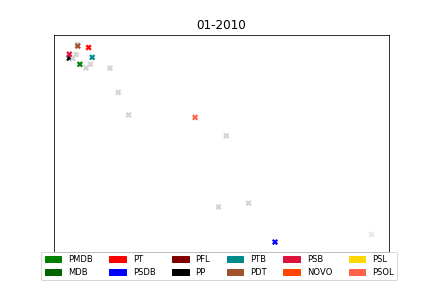 01-2010
PMDB PT PFL PTB PSB PSL
MDB PSDB PP PDT NOVO PSOL